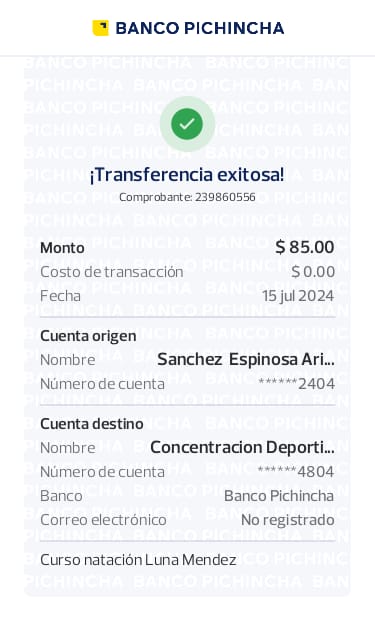 BANCO PICHINCHA
¡Transferencia exitosa!
Comprobante: 239860556
Monto $ 85.00
Costo de transacción $ 0.00
Fecha 15 jul 2024
Cuenta origen
Nombre Sanchez Espinosa Ari...
Número de cuenta ******2404
Cuenta destino
Nombre Concentracion Deporti...
Número de cuenta ******4804
Banco Banco Pichincha
Correo electrónico No registrado
Curso natación Luna Mendez